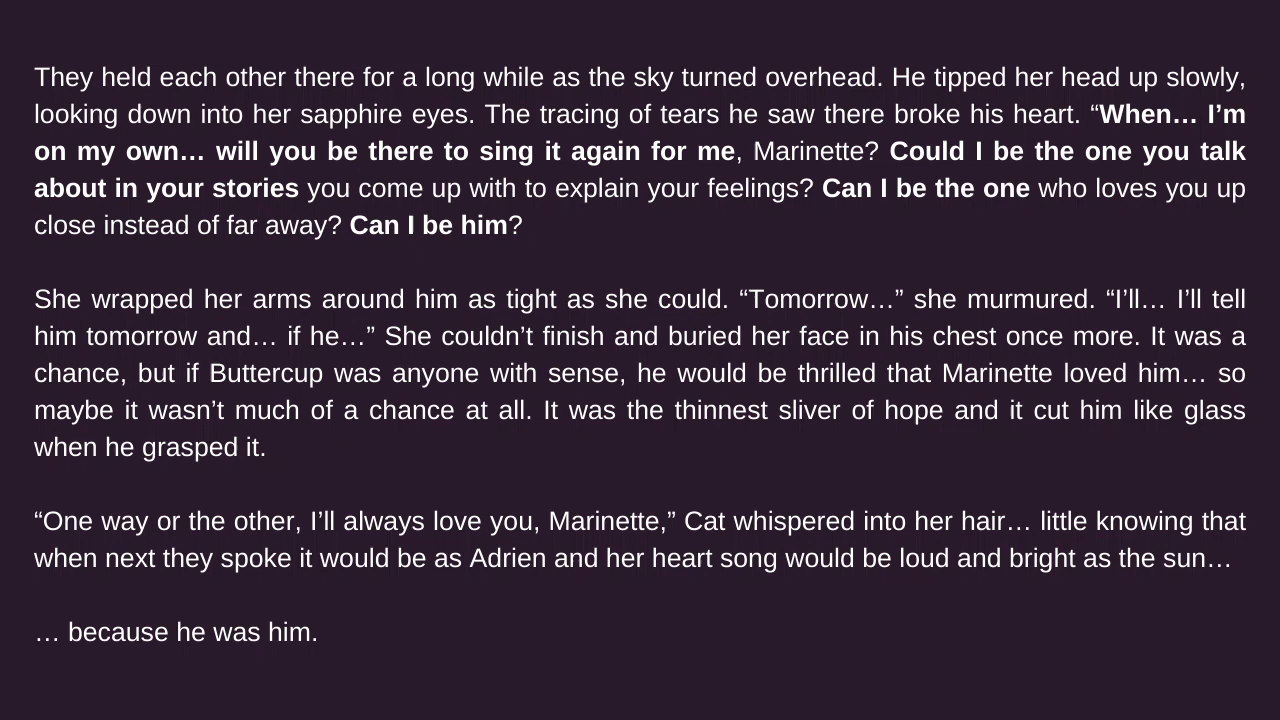 They held each other there for a long while as the sky turned overhead. He tipped her head up slowly,
looking down into her sapphire eyes. The tracing of tears he saw there broke his heart. “When… I’m
on my own… will you be there to sing it again for me, Marinette? Could I be the one you talk
about in your stories you come up with to explain your feelings? Can I be the one who loves you up
close instead of far away? Can I be him?
She wrapped her arms around him as tight as she could. “Tomorrow…” she murmured. “I’ll… I’ll tell
him tomorrow and… if he…” She couldn’t finish and buried her face in his chest once more. It was a
chance, but if Buttercup was anyone with sense, he would be thrilled that Marinette loved him… so
maybe it wasn’t much of a chance at all. It was the thinnest sliver of hope and it cut him like glass
when he grasped it.
“One way or the other, I’ll always love you, Marinette,” Cat whispered into her hair… little knowing that
when next they spoke it would be as Adrien and her heart song would be loud and bright as the sun…
… because he was him.